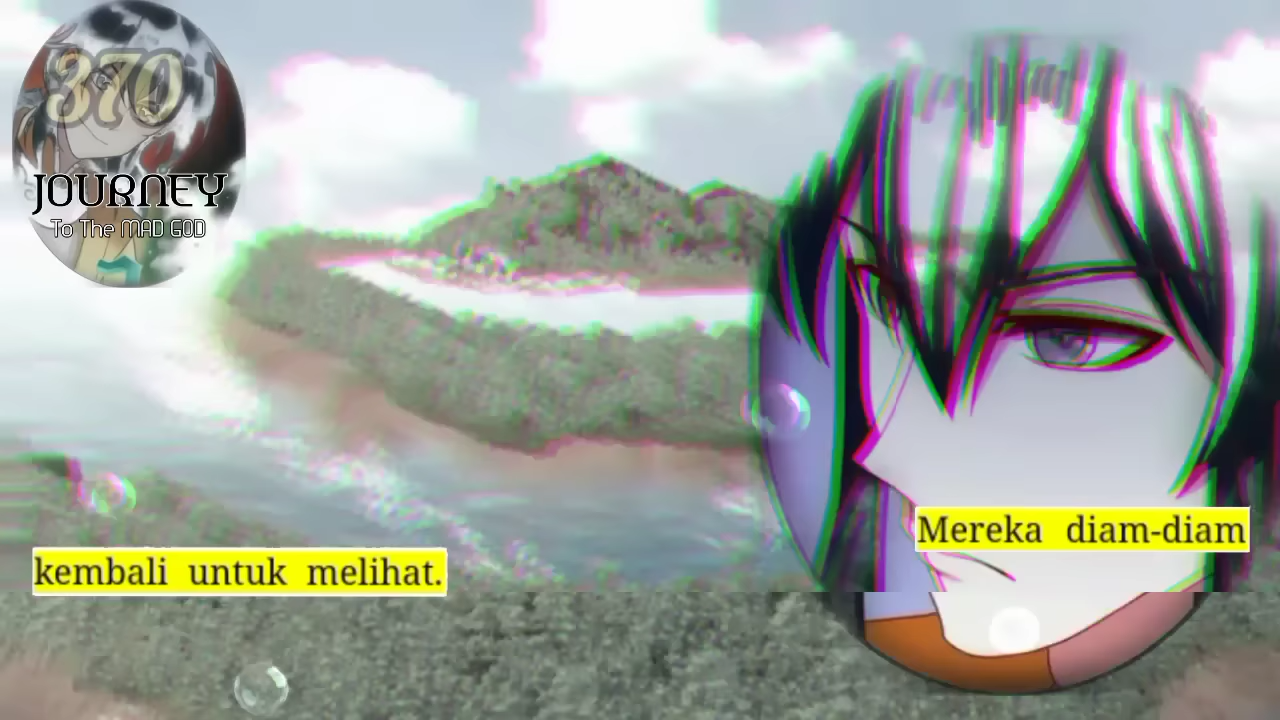 370
JOURNEY
To The MAD GOD
Mereka diam-diam
kembali untuk melihat.